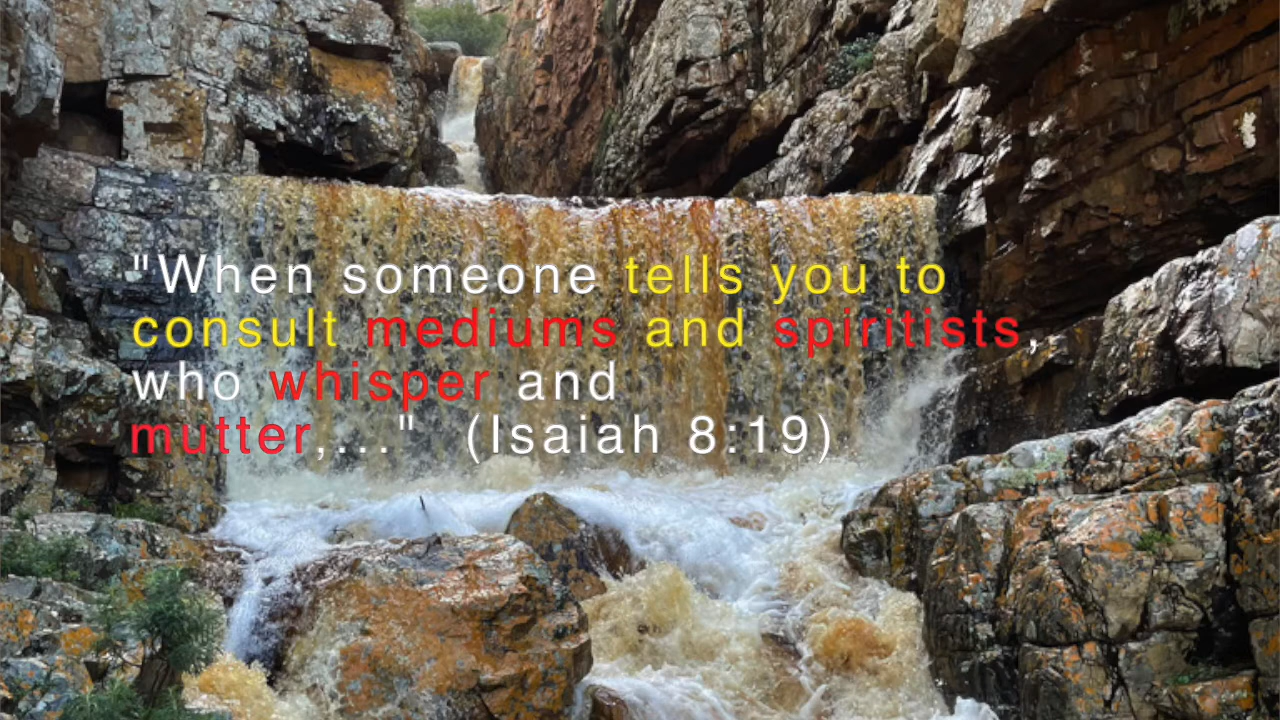 "When someone tells you to
consult mediums and spiritists,
who whisper and
mutter,..."  (Isaiah 8:19)